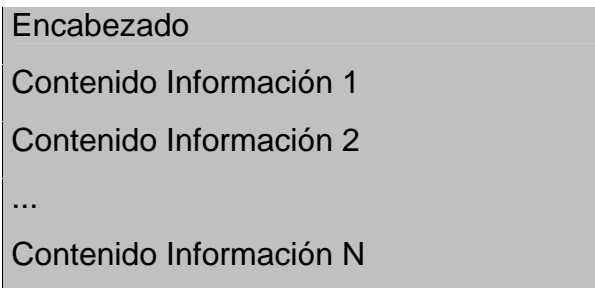 Encabezado
Contenido Información 1
Contenido Información 2
...
Contenido Información N